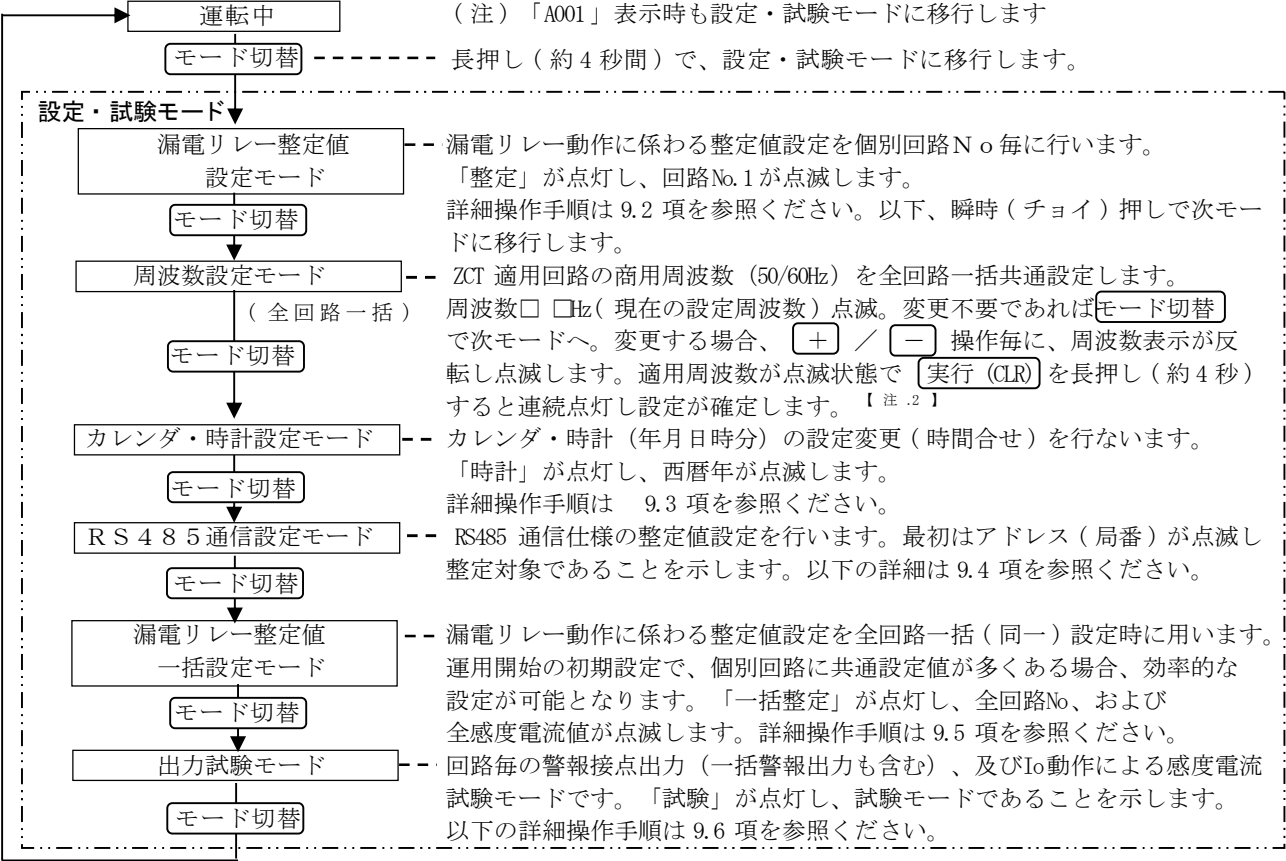 運転中
(注)「A001」表示時も設定・試験モードに移行します
モード切替
長押し(約4秒間)で、設定・試験モードに移行します。
設定・試験モード
漏電リレー整定値
設定モード
漏電リレー動作に係わる整定値設定を個別回路No毎に行います。
「整定」が点灯し、回路№1が点滅します。
詳細操作手順は9.2項を参照ください。以下、瞬時(チョイ)押しで次モー
ドに移行します。
モード切替
周波数設定モード
(全回路一括)
ZCT適用回路の商用周波数(50/60Hz)を全回路一括共通設定します。
周波数□ □Hz(現在の設定周波数)点滅。変更不要であればモード切替
で次モードへ。変更する場合、 + / - 操作毎に、周波数表示が反
転し点滅します。適用周波数が点滅状態で 実行(CLR) を長押し(約4秒)
すると連続点灯し設定が確定します。【注.2】
モード切替
カレンダ・時計設定モード
カレンダ・時計(年月日時分)の設定変更(時間合せ)を行ないます。
「時計」が点灯し、西暦年が点滅します。
詳細操作手順は 9.3項を参照ください。
モード切替
RS485通信設定モード
RS485通信仕様の整定値設定を行います。最初はアドレス(局番)が点滅し
整定対象であることを示します。以下の詳細は9.4項を参照ください。
モード切替
漏電リレー整定値
一括設定モード
漏電リレー動作に係わる整定値設定を全回路一括(同一)設定時に用います。
運用開始の初期設定で、個別回路に共通設定値が多くある場合、効率的な
設定が可能となります。「一括整定」が点灯し、全回路№、および
全感度電流値が点滅します。詳細操作手順は9.5項を参照ください。
モード切替
出力試験モード
回路毎の警報接点出力(一括警報出力も含む)、及びIo動作による感度電流
試験モードです。「試験」が点灯し、試験モードであることを示します。
以下の詳細操作手順は9.6項を参照ください。
モード切替